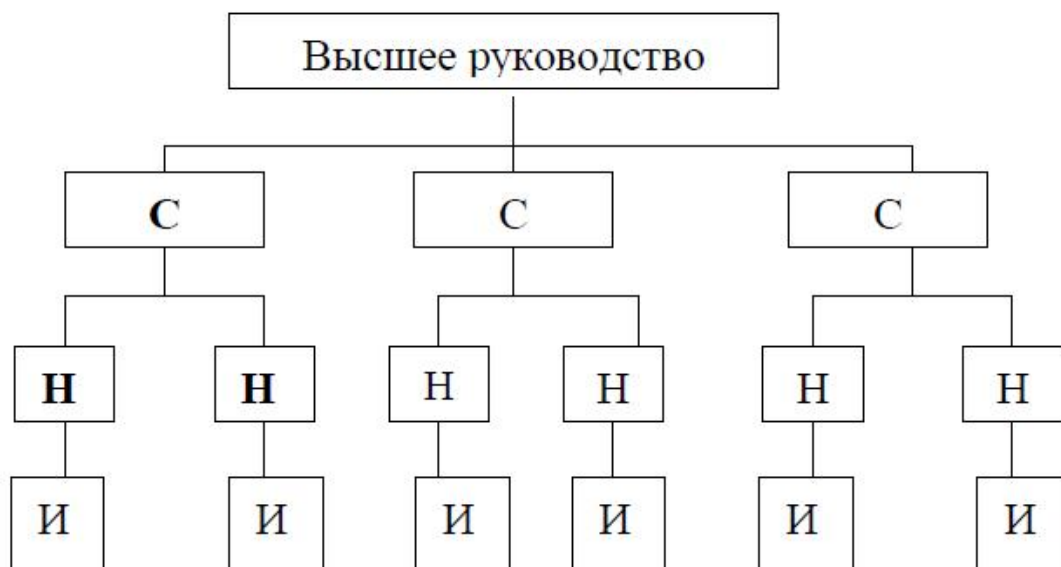 Высшее руководство
С С С
Н Н Н Н Н Н
И И И И И И